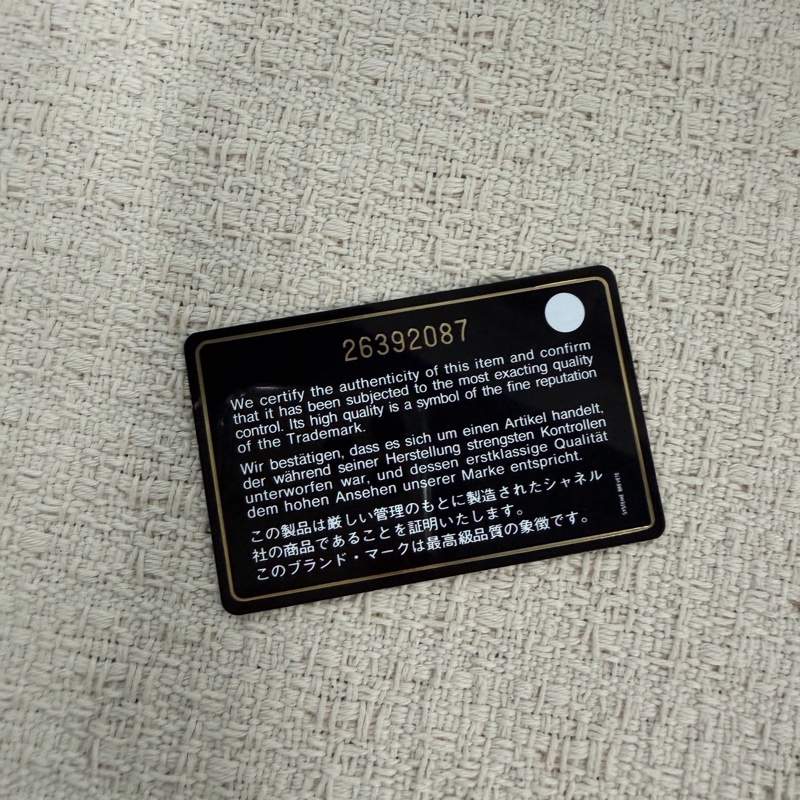 26392087
We certify the authenticity of this item and confirm
that it has been subjected to the most exacting quality
control. Its high quality is a symbol of the fine reputation
of the Trademark.
Wir bestätigen, dass es sich um einen Artikel handelt,
der während seiner Herstellung strengsten Kontrollen
unterworfen war, und dessen erstklassige Qualität
dem hohen Ansehen unserer Marke entspricht.
この製品は厳しい管理のもとに製造されたシャネル
社の商品であることを証明いたします。
このブランド・マークは最高級品質の象徴です。